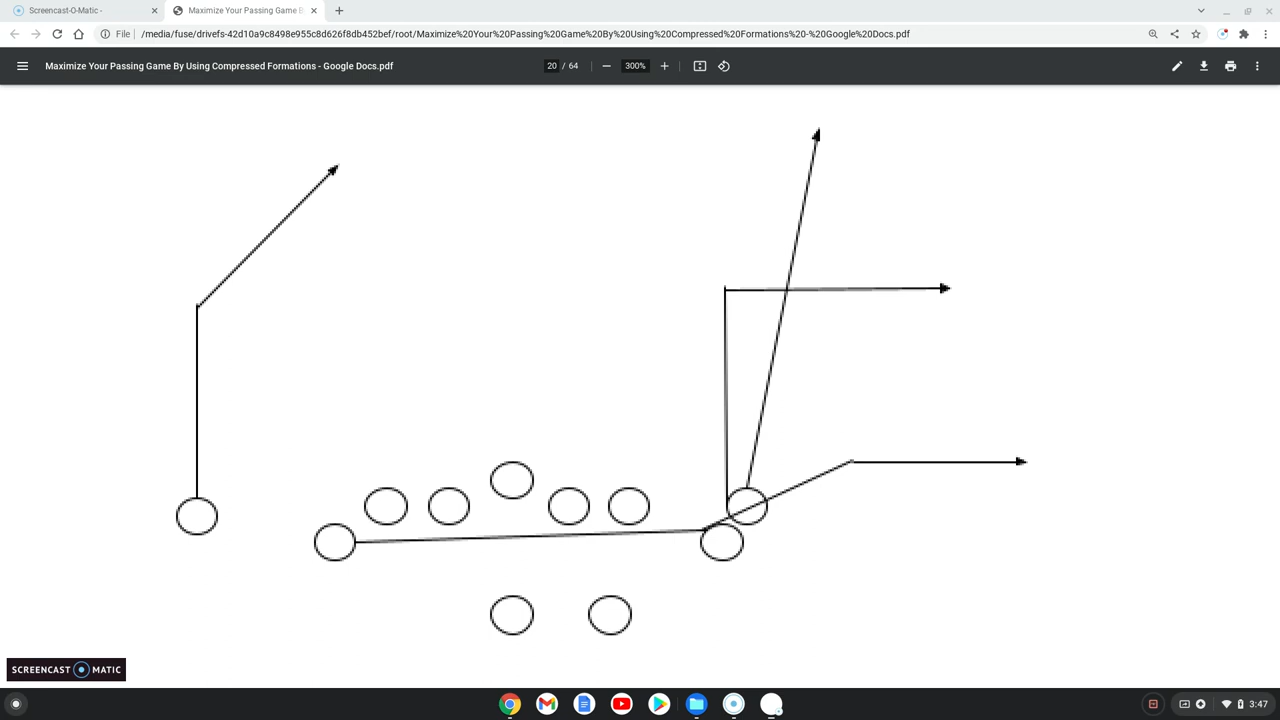 Screencast-O-Matic -
Maximize Your Passing Game B
File
/media/fuse/drivefs-42d10a9c8498e955c8d626f8db452bef/root/Maximize%20Your%20Passing%20Game%20By%20Using%20Compressed%20Formations%20-%20Google%20Docs.pdf
Maximize Your Passing Game By Using Compressed Formations - Google Docs.pdf
20 / 64
300%
SCREENCAST MATIC
3:47